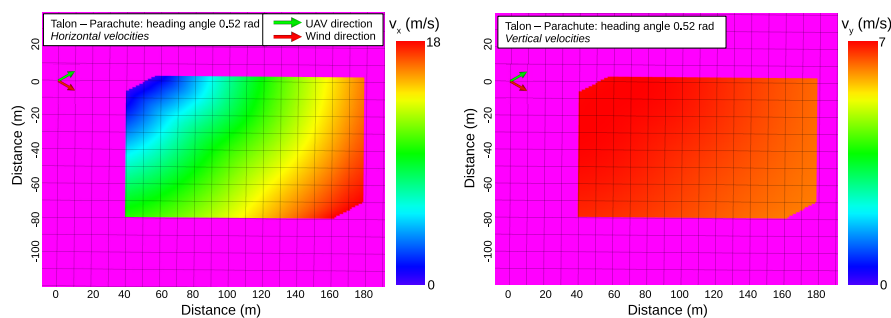 Talon – Parachute: heading angle 0.52 rad
Horizontal velocities
UAV direction
Wind direction
vx (m/s)
18
0
20
0
-20
-40
-60
-80
-100
Distance (m)
0 20 40 60 80 100 120 140 160 180
Distance (m)
Talon – Parachute: heading angle 0.52 rad
Vertical velocities
vy (m/s)
7
0
20
0
-20
-40
-60
-80
-100
Distance (m)
0 20 40 60 80 100 120 140 160 180
Distance (m)